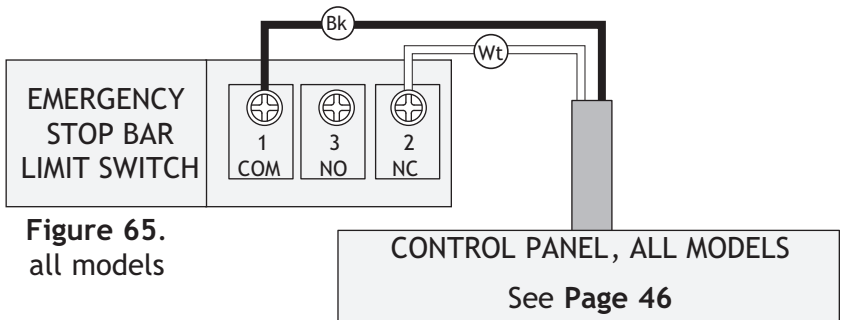 Bk
Wt
EMERGENCY
STOP BAR
LIMIT SWITCH
1
COM
3
NO
2
NC
Figure 65.
all models
CONTROL PANEL, ALL MODELS
See Page 46